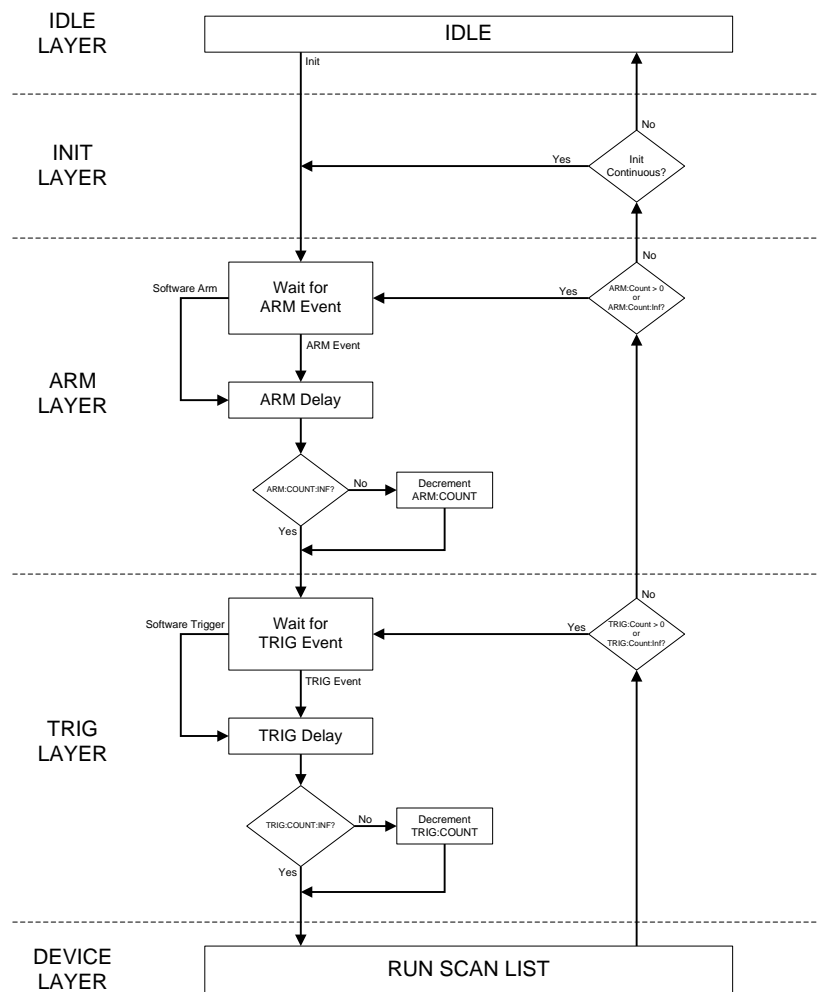 IDLE
LAYER
IDLE
Init
No
INIT
LAYER
Yes
Init
Continuous?
No
Software Arm
Wait for
ARM Event
Yes
ARM:Count > 0
or
ARM:Count:Inf?
ARM Event
ARM
LAYER
ARM Delay
ARM:COUNT:INF?
No
Decrement
ARM:COUNT
Yes
No
Software Trigger
Wait for
TRIG Event
Yes
TRIG:Count > 0
or
TRIG:Count:Inf?
TRIG Event
TRIG
LAYER
TRIG Delay
TRIG:COUNT:INF?
No
Decrement
TRIG:COUNT
Yes
DEVICE
LAYER
RUN SCAN LIST